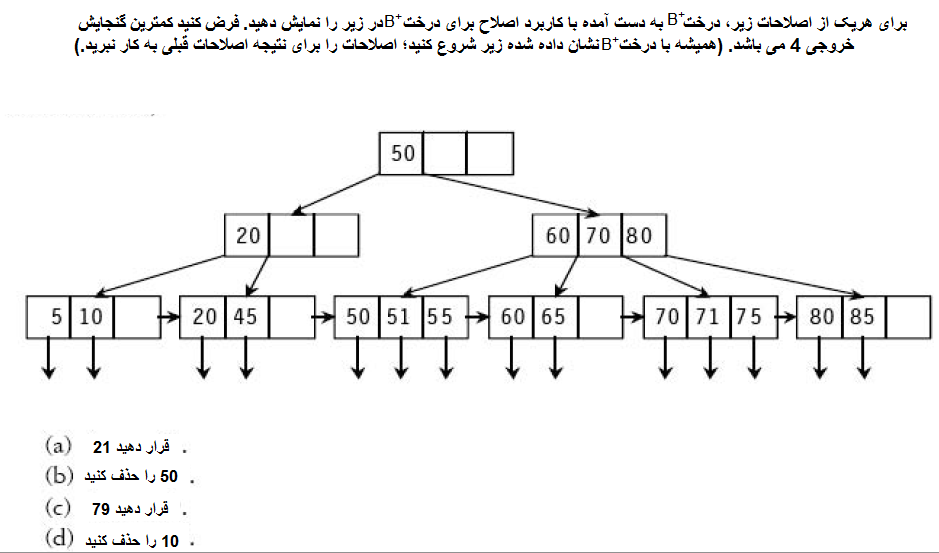 برای هریک از اصلاحات زیر، درخت B+ به دست آمده با کاربرد اصلاح برای درخت B+ در زیر را نمایش دهید. فرض کنید کمترین گنجایش
خروجی 4 می باشد. (همیشه با درخت B+ نشان داده شده زیر شروع کنید؛ اصلاحات را برای نتیجه اصلاحات قبلی به کار نبرید.)
50
20 60 70 80
5 10 20 45 50 51 55 60 65 70 71 75 80 85
(a) 21 قرار دهید .
(b) 50 را حذف کنید .
(c) 79 قرار دهید .
(d) 10 را حذف کنید .